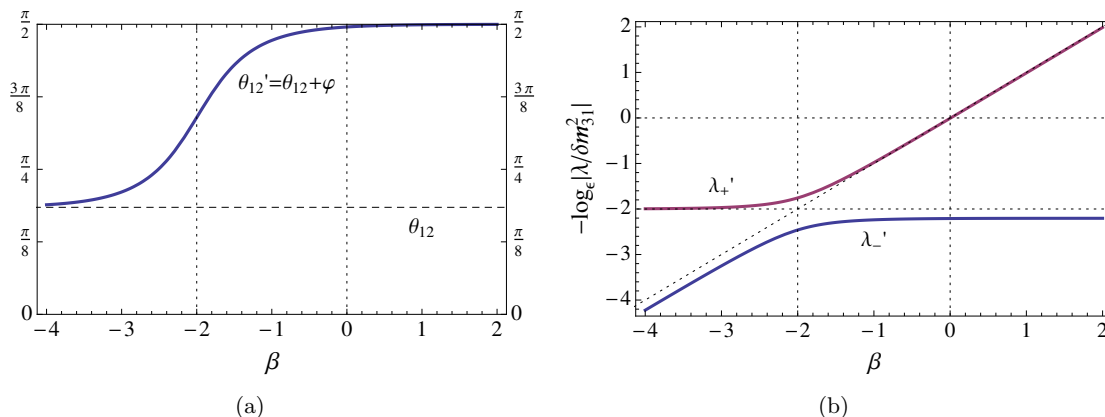 π/2
3π/8
π/4
π/8
0
θ₁₂'=θ₁₂+φ
θ₁₂
π/2
3π/8
π/4
π/8
0
−4 −3 −2 −1 0 1 2
β
(a)
−logϵ|λ/δm²₃₁|
2
1
0
−1
−2
−3
−4
λ₊'
λ₋'
−4 −3 −2 −1 0 1 2
β
(b)